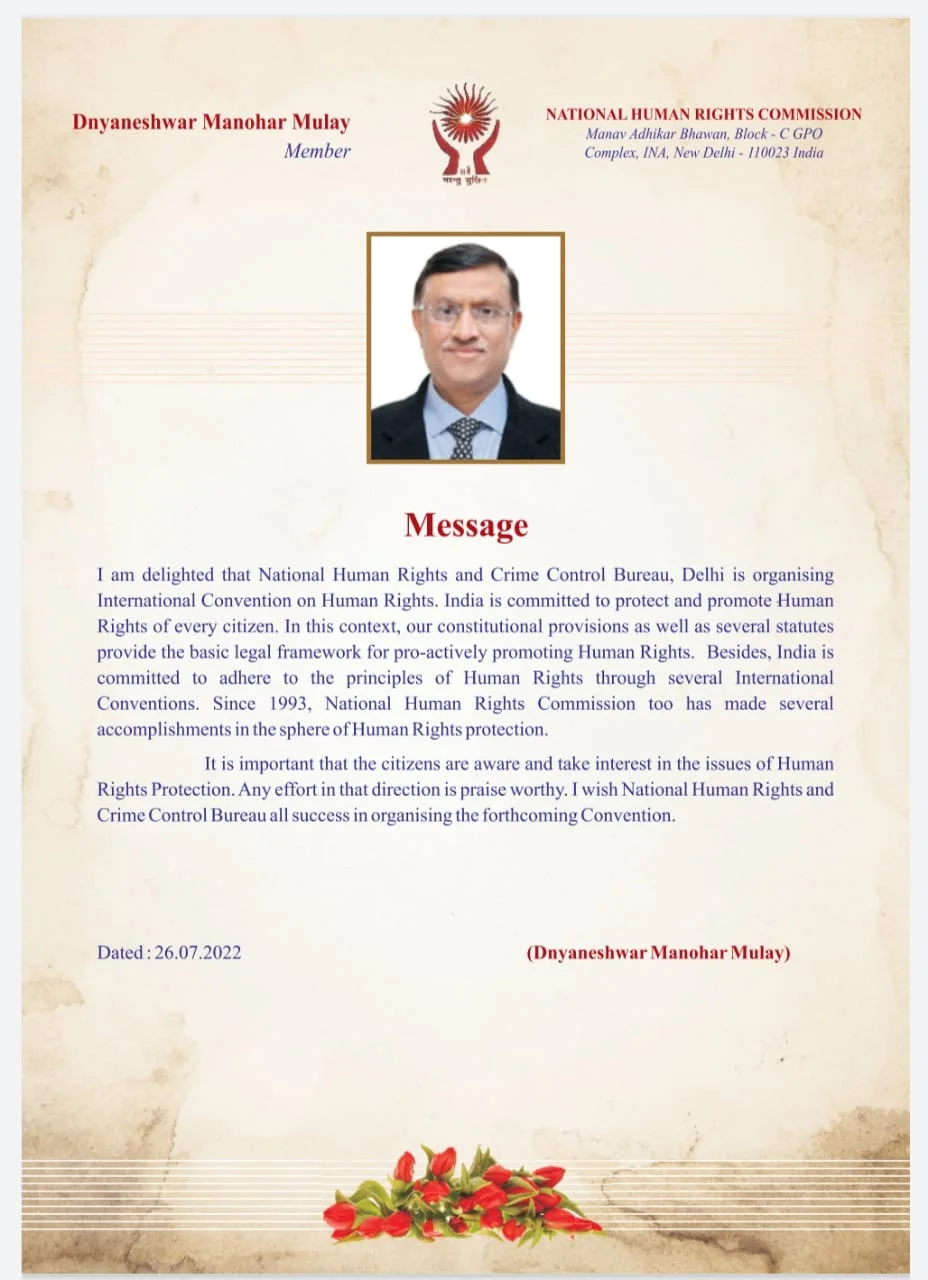 Dnyaneshwar Manohar Mulay
Member
सर्वे
भवन्तु सुखिनः
NATIONAL HUMAN RIGHTS COMMISSION
Manav Adhikar Bhawan, Block - C GPO
Complex, INA, New Delhi - 110023 India
Message
I am delighted that National Human Rights and Crime Control Bureau, Delhi is organising
International Convention on Human Rights. India is committed to protect and promote Human
Rights of every citizen. In this context, our constitutional provisions as well as several statutes
provide the basic legal framework for pro-actively promoting Human Rights. Besides, India is
committed to adhere to the principles of Human Rights through several International
Conventions. Since 1993, National Human Rights Commission too has made several
accomplishments in the sphere of Human Rights protection.
It is important that the citizens are aware and take interest in the issues of Human
Rights Protection. Any effort in that direction is praise worthy. I wish National Human Rights and
Crime Control Bureau all success in organising the forthcoming Convention.
Dated : 26.07.2022
(Dnyaneshwar Manohar Mulay)